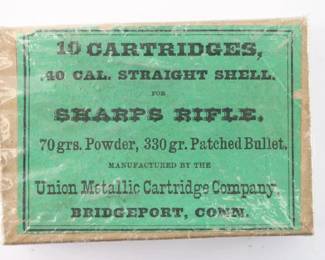 10 CARTRIDGES,
.40 CAL. STRAIGHT SHELL.
FOR
SHARPS RIFLE.
70 grs. Powder, 330 gr. Patched Bullet.
MANUFACTURED BY THE
Union Metallic Cartridge Company.
BRIDGEPORT, CONN.